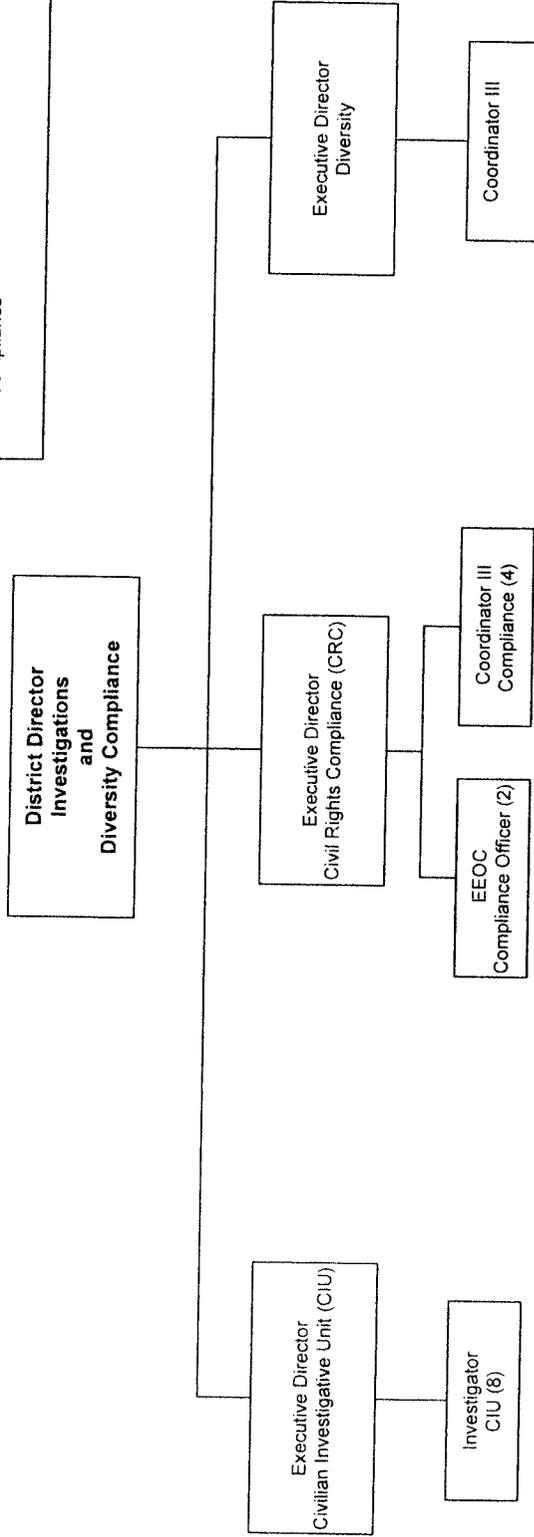 District Director
Investigations
and
Diversity Compliance
Executive Director
Civilian Investigative Unit (CIU)
Investigator
CIU (8)
Executive Director
Civil Rights Compliance (CRC)
EEOC
Compliance Officer (2)
Coordinator III
Compliance (4)
Executive Director
Diversity
Coordinator III